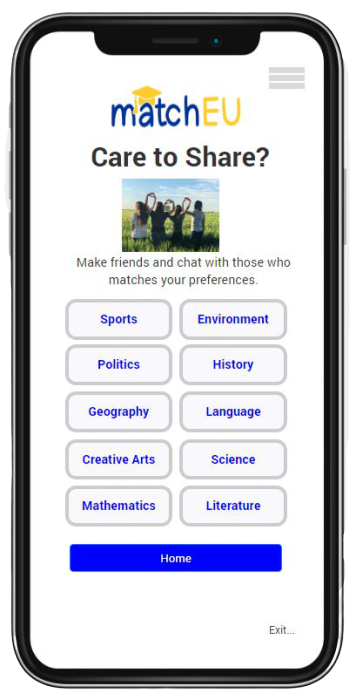 matchEU
Care to Share?
Make friends and chat with those who
matches your preferences.
Sports
Environment
Politics
History
Geography
Language
Creative Arts
Science
Mathematics
Literature
Home
Exit...